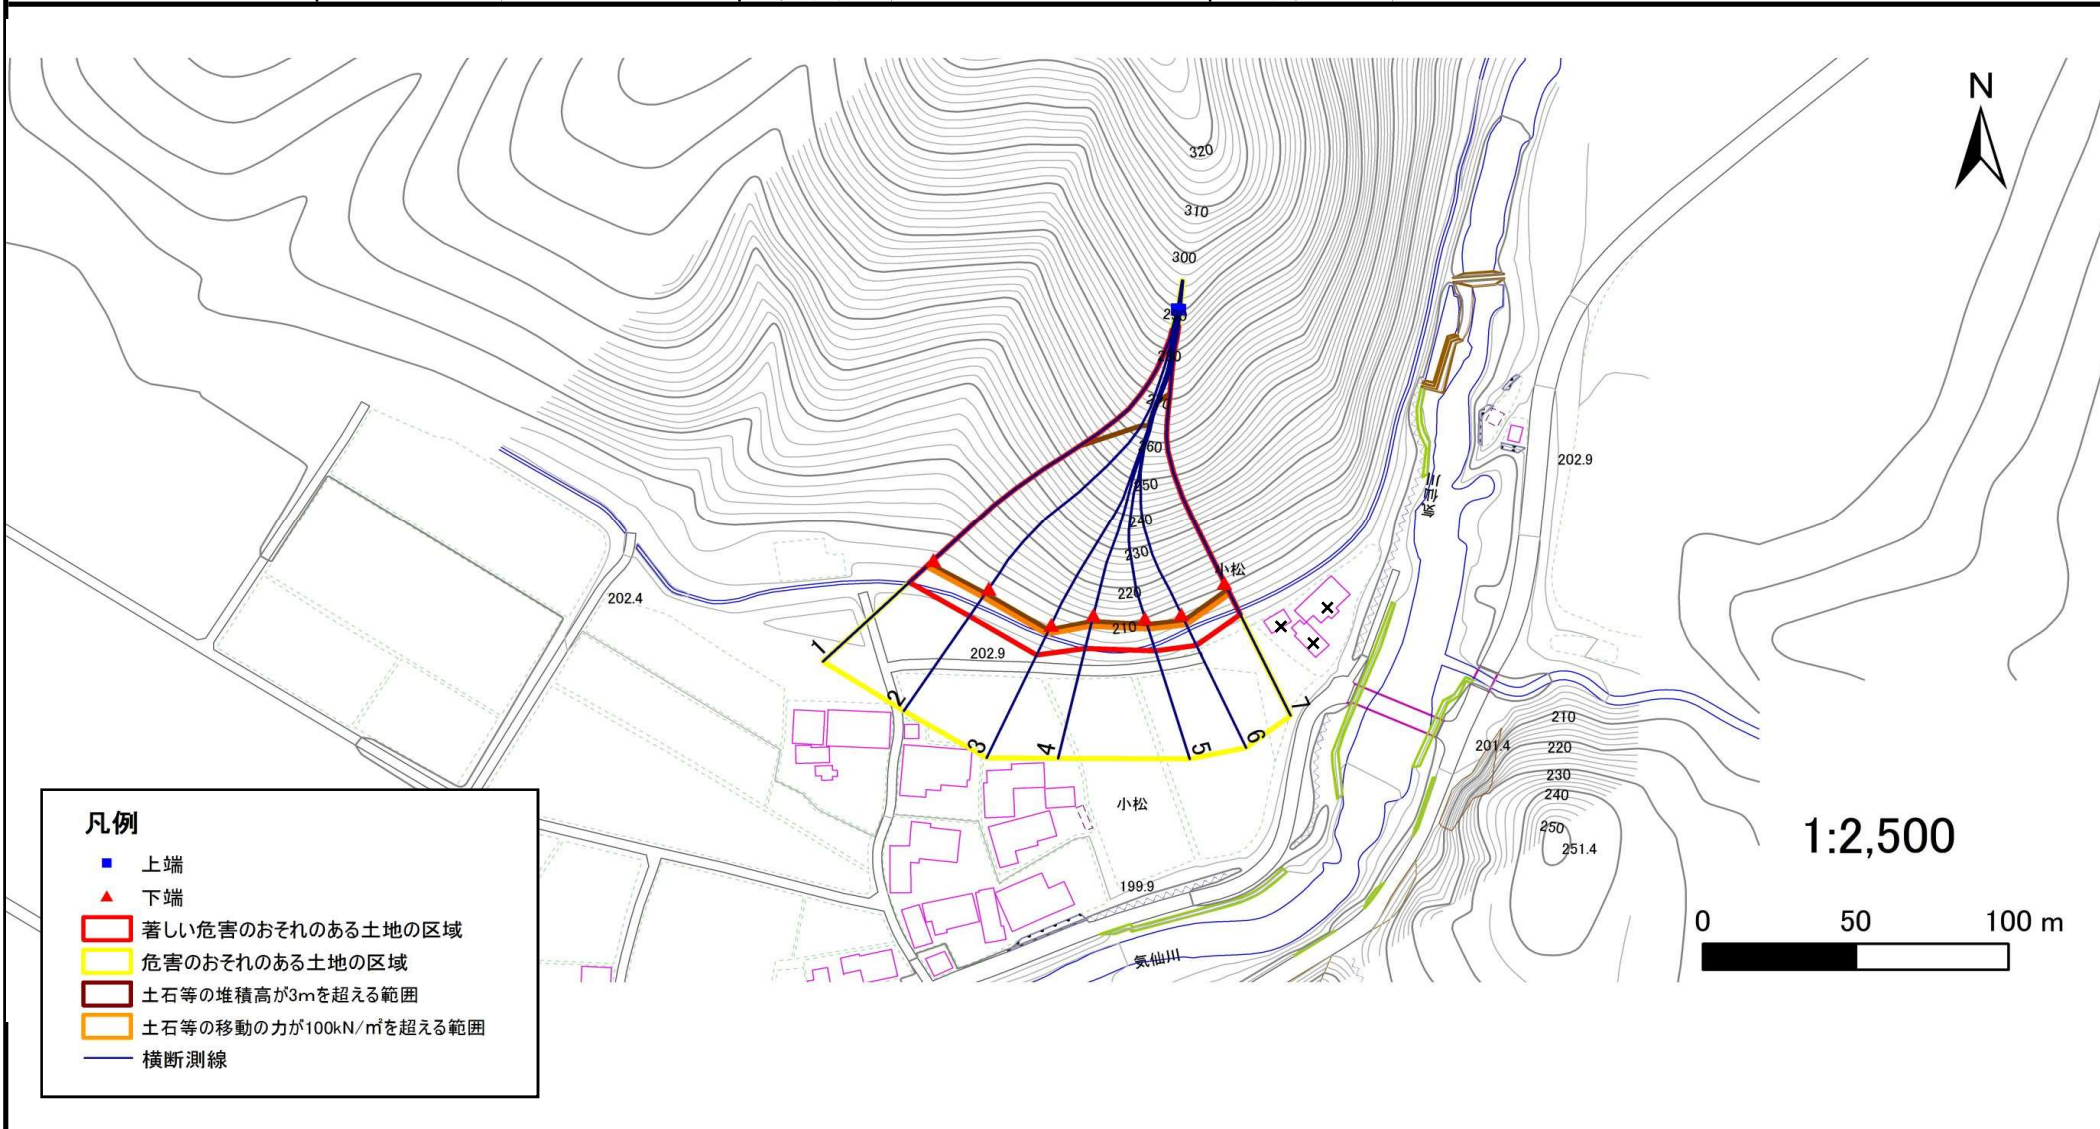 N
320
310
300
260
250
240
230
小松
220
210
202.9
202.4
202.9
気仙川
1
2
3
4
5
6
7
210
220
230
240
250
251.4
201.4
小松
199.9
気仙川
1:2,500
0 50 100 m
凡例
上端
下端
著しい危害のおそれのある土地の区域
危害のおそれのある土地の区域
土石等の堆積高が3mを超える範囲
土石等の移動の力が100kN/㎡を超える範囲
横断測線